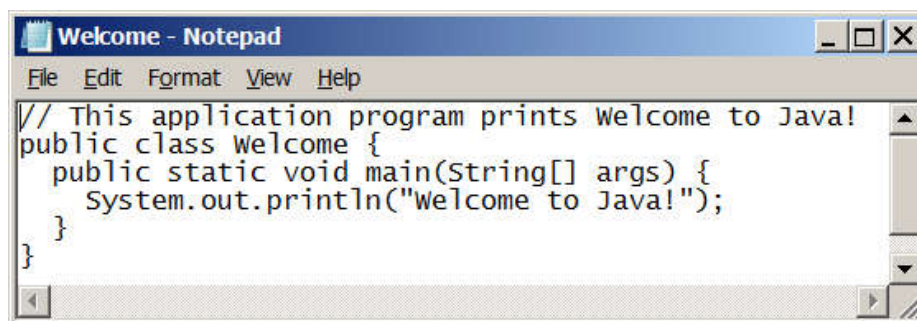 Welcome - Notepad
File Edit Format View Help
// This application program prints Welcome to Java!
public class Welcome {
  public static void main(String[] args) {
    System.out.println("Welcome to Java!");
  }
}